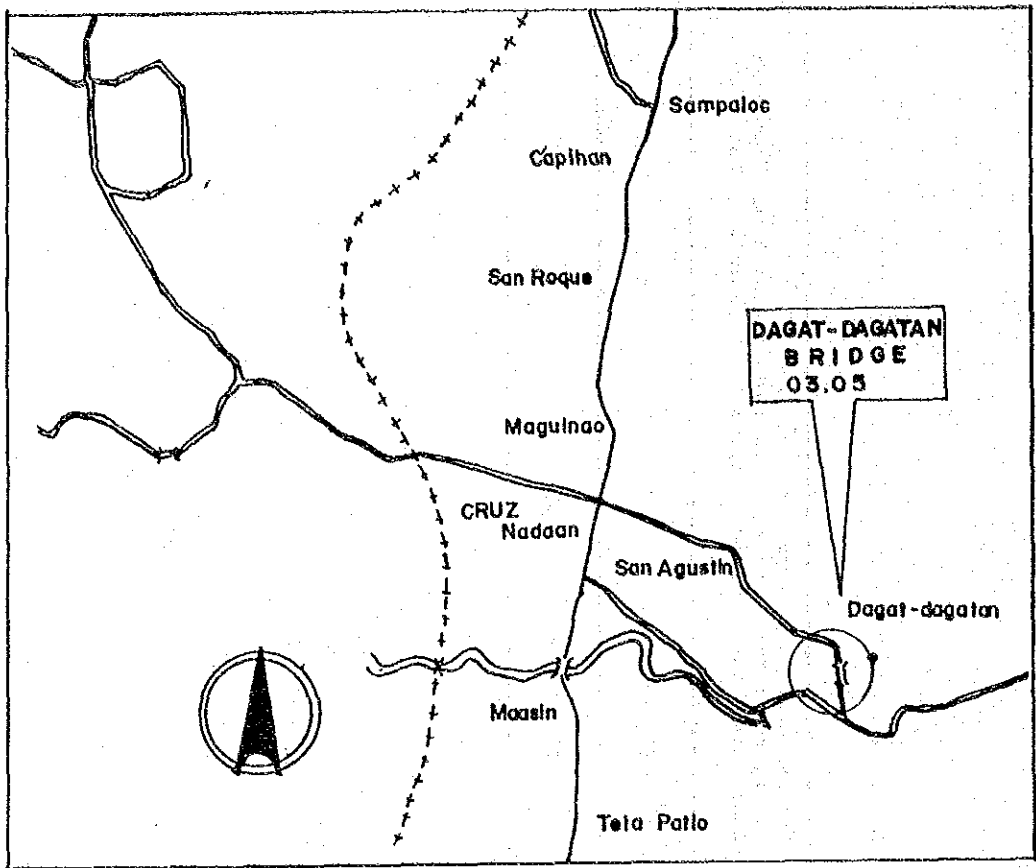 Sampaloc
Capihan
San Roque
DAGAT-DAGATAN
BRIDGE
03.05
Maguinao
CRUZ
Nadaan
San Agustin
Dagat-dagatan
Maasin
Tela Patio